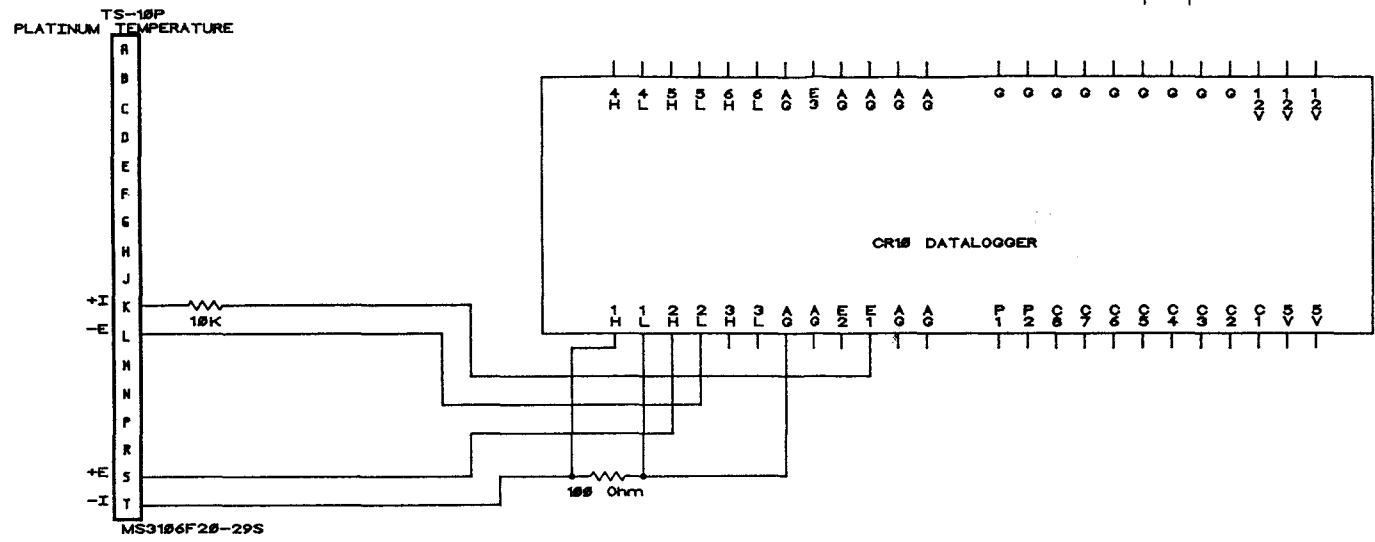 TS-10P
PLATINUM TEMPERATURE
A
B
C
D
E
F
G
H
J
+I K
-E L
M
N
P
R
+E S
-I T
MS3106F20-29S
10K
100 Ohm
4H 4L 5H 5L 6H 6L AG E3 AG AG AG AG G G G G G G G G G 12V 12V 12V
CR10 DATALOGGER
1H 1L 2H 2L 3H 3L AG AG E2 E1 AG AG P1 P2 C8 C7 C6 C5 C4 C3 C2 C1 5V 5V